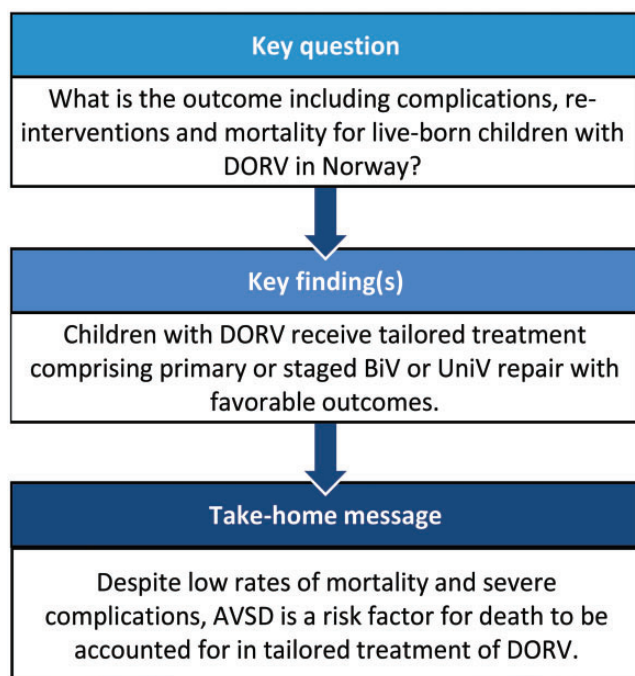 Key question
What is the outcome including complications, re-
interventions and mortality for live-born children with
DORV in Norway?
Key finding(s)
Children with DORV receive tailored treatment
comprising primary or staged BiV or UniV repair with
favorable outcomes.
Take-home message
Despite low rates of mortality and severe
complications, AVSD is a risk factor for death to be
accounted for in tailored treatment of DORV.